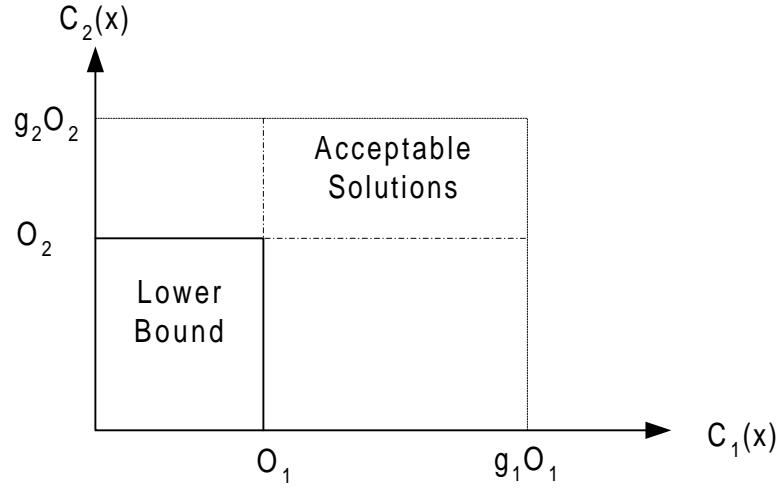 C₂(x)
g₂O₂
Acceptable
Solutions
O₂
Lower
Bound
O₁
g₁O₁
C₁(x)